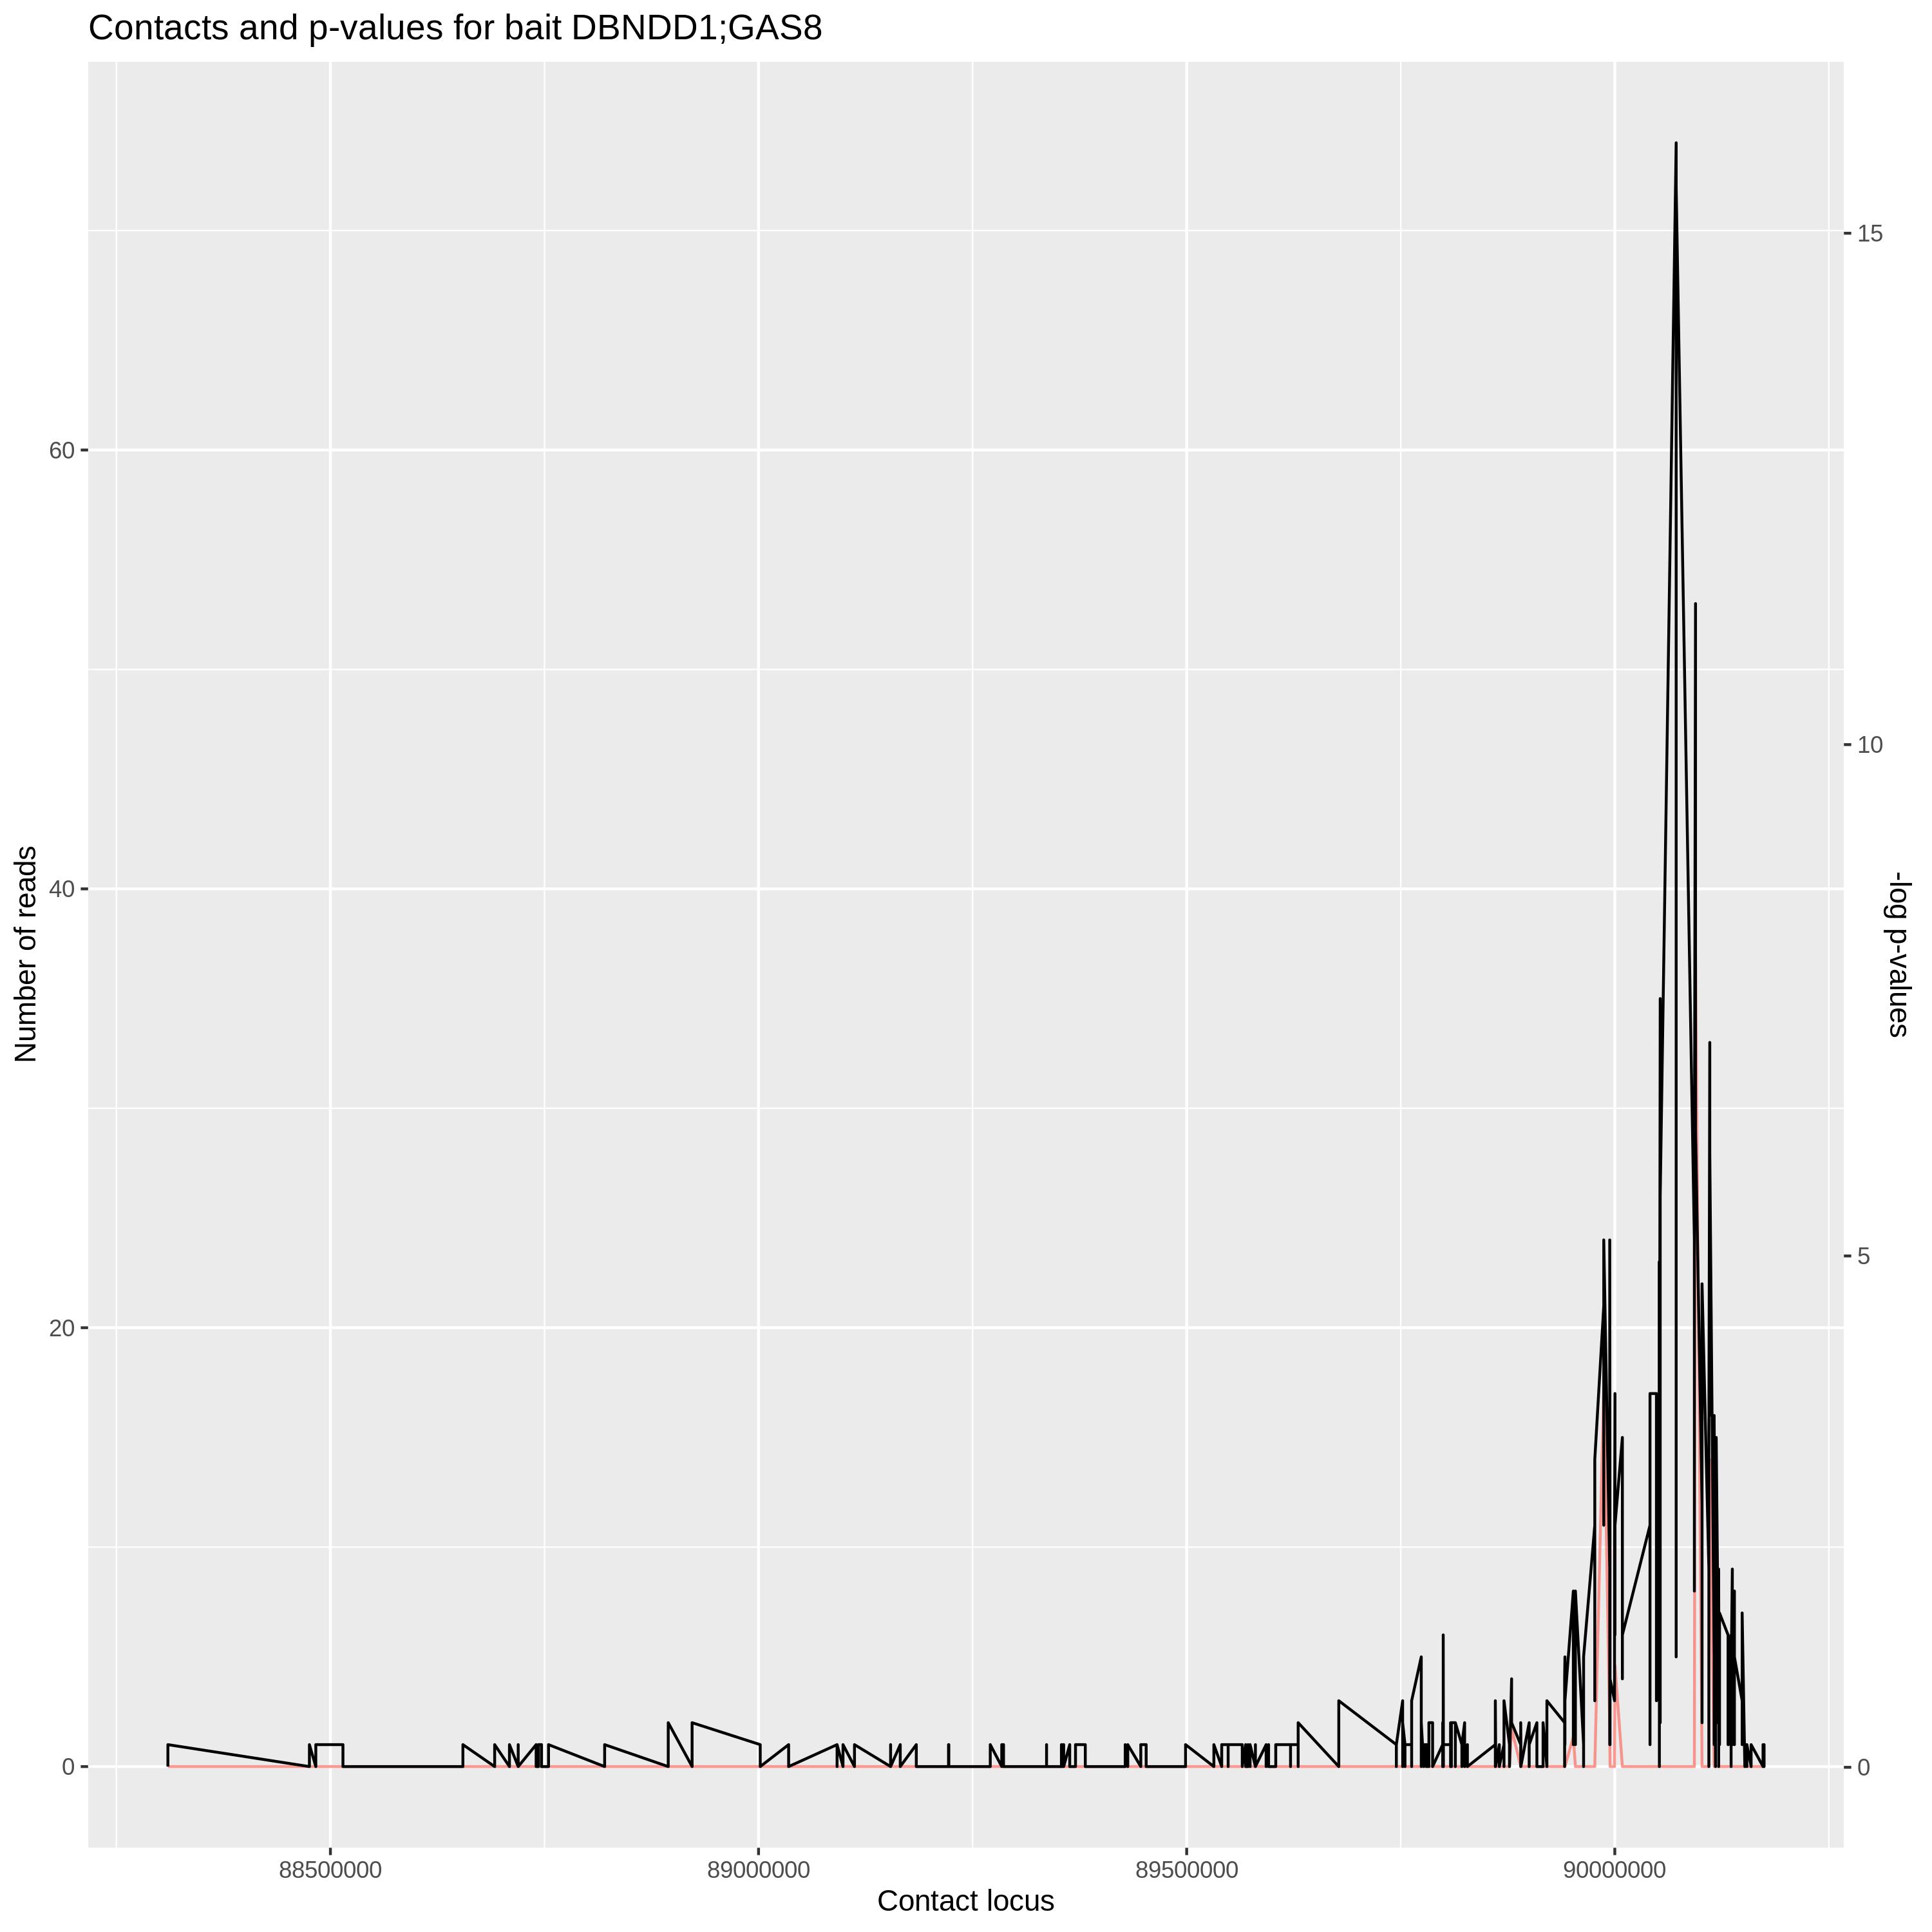 Contacts and p-values for bait DBNDD1;GAS8
Number of reads
60
40
20
0
15
10
5
0
-log p-values
88500000 89000000 89500000 90000000
Contact locus